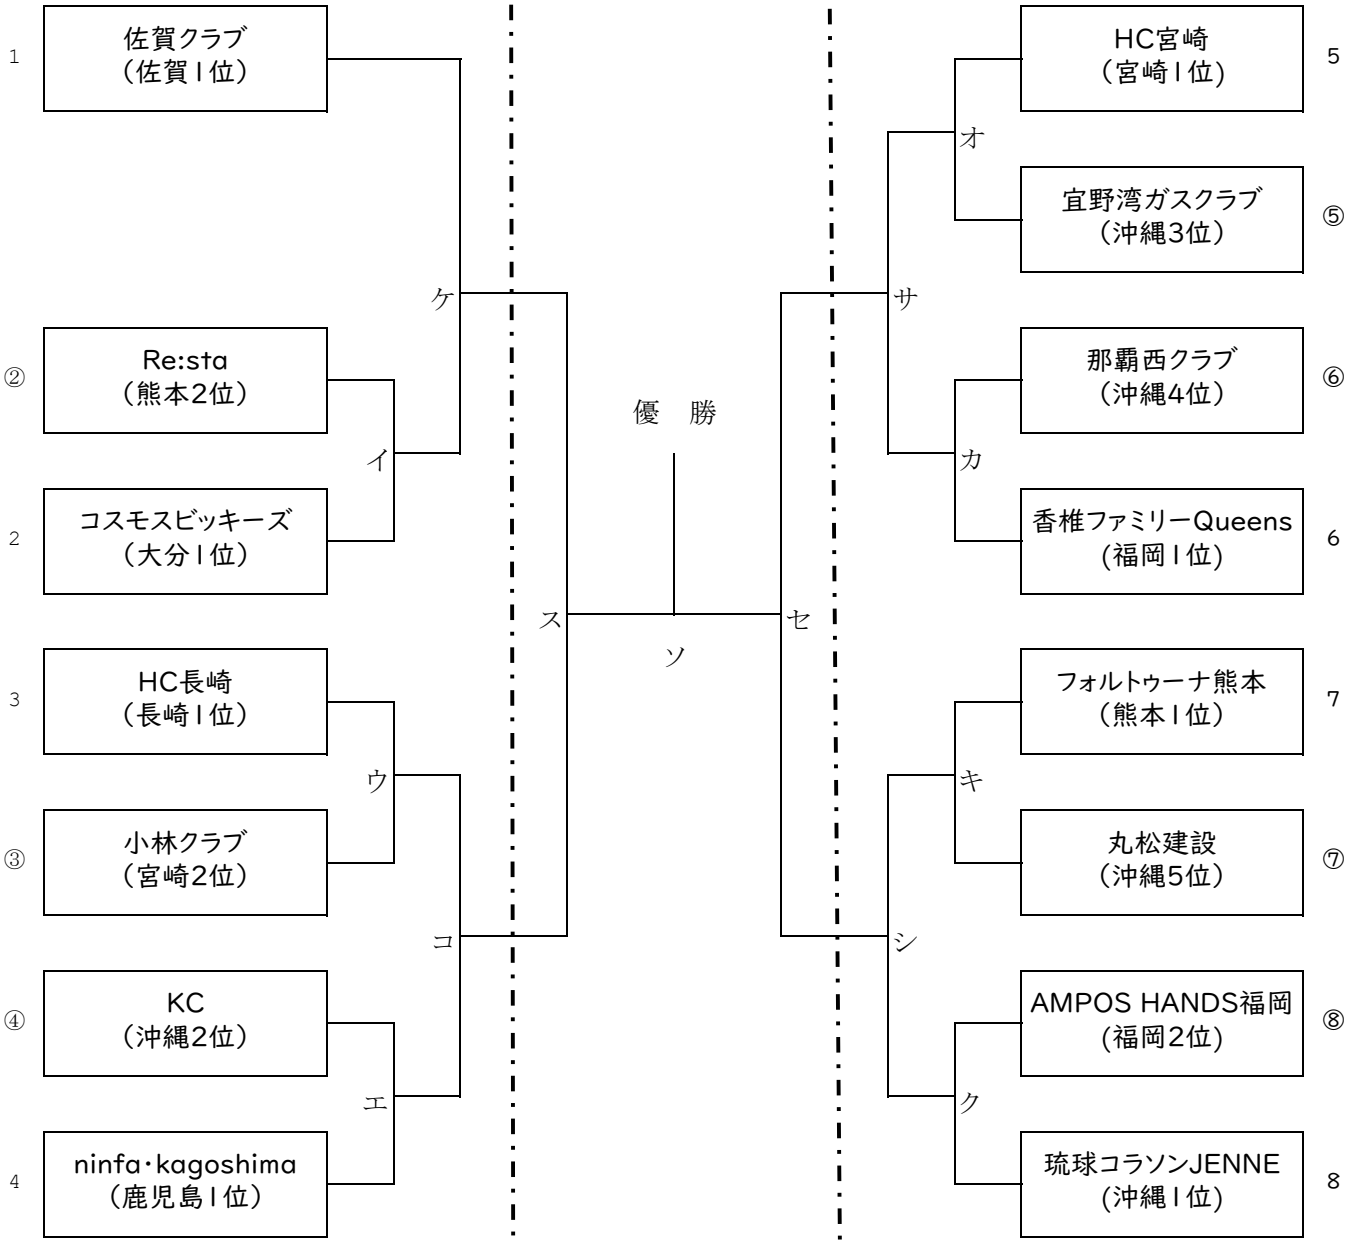 1
佐賀クラブ
（佐賀1位）
②
Re:sta
（熊本2位）
2
コスモスビッキーズ
（大分1位）
3
HC長崎
（長崎1位）
③
小林クラブ
（宮崎2位）
④
KC
（沖縄2位）
4
ninfa・kagoshima
（鹿児島1位）
ケ
イ
ウ
コ
エ
ス
優　勝
ソ
セ
オ
サ
カ
キ
シ
ク
HC宮崎
（宮崎1位)
5
宜野湾ガスクラブ
（沖縄3位）
⑤
那覇西クラブ
（沖縄4位）
⑥
香椎ファミリーQueens
(福岡1位)
6
フォルトゥーナ熊本
（熊本1位）
7
丸松建設
（沖縄5位）
⑦
AMPOS HANDS福岡
(福岡2位)
⑧
琉球コラソンJENNE
(沖縄1位)
8